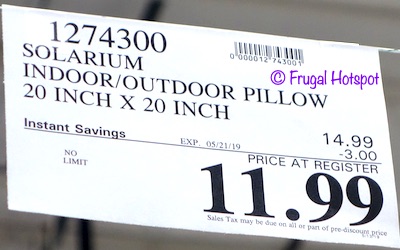 1274300
0000012743001
SOLARIUM
© Frugal Hotspot
INDOOR/OUTDOOR PILLOW
20 INCH X 20 INCH
Instant Savings EXP. 05/21/19 14.99
-3.00
NO
LIMIT
PRICE AT REGISTER
11.99
Sales Tax may be due on all or part of pre-discount price